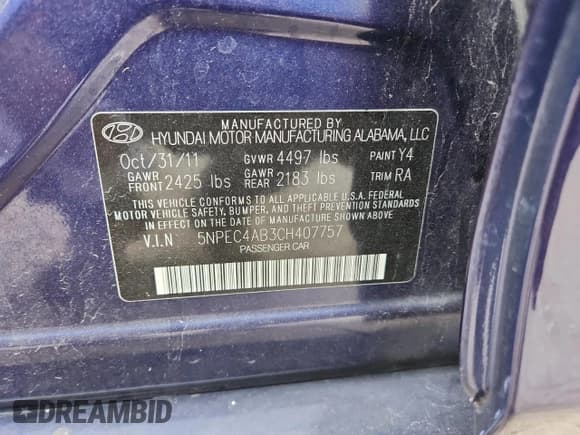 MANUFACTURED BY
HYUNDAI MOTOR MANUFACTURING ALABAMA, LLC
Oct/31/11 GVWR 4497 lbs PAINT Y4
GAWR FRONT 2425 lbs GAWR REAR 2183 lbs TRIM RA
THIS VEHICLE CONFORMS TO ALL APPLICABLE U.S.A. FEDERAL
MOTOR VEHICLE SAFETY, BUMPER, AND THEFT PREVENTION STANDARDS
IN EFFECT ON THE DATE OF MANUFACTURE SHOWN ABOVE.
V.I.N 5NPEC4AB3CH407757
PASSENGER CAR
DREAMBID